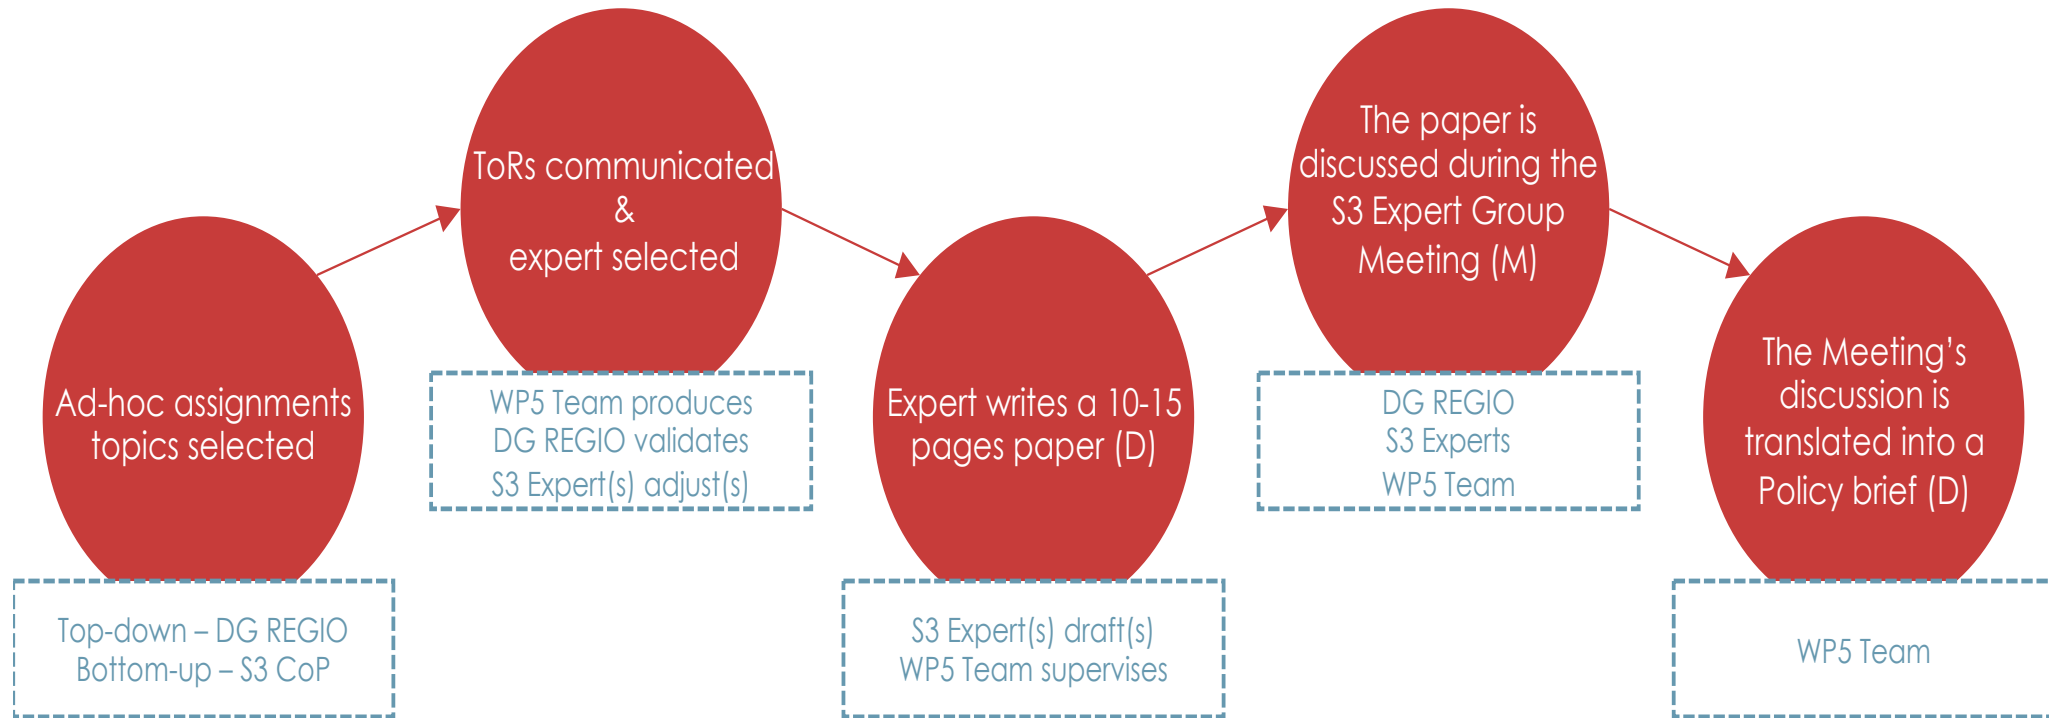 Ad-hoc assignments
topics selected
Top-down – DG REGIO
Bottom-up – S3 CoP
ToRs communicated
&
expert selected
WP5 Team produces
DG REGIO validates
S3 Expert(s) adjust(s)
Expert writes a 10-15
pages paper (D)
S3 Expert(s) draft(s)
WP5 Team supervises
The paper is
discussed during the
S3 Expert Group
Meeting (M)
DG REGIO
S3 Experts
WP5 Team
The Meeting’s
discussion is
translated into a
Policy brief (D)
WP5 Team